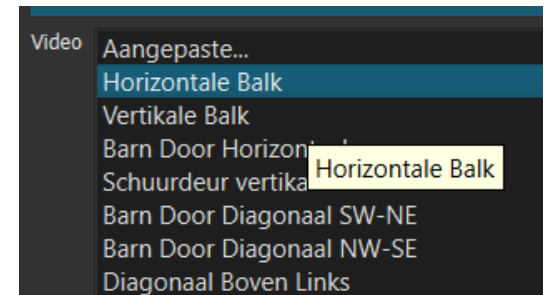 Video
Aangepaste...
Horizontale Balk
Vertikale Balk
Barn Door
Horizontale Balk
Schuurdeur
Barn Door Diagonaal SW-NE
Barn Door Diagonaal NW-SE
Diagonaal Boven Links